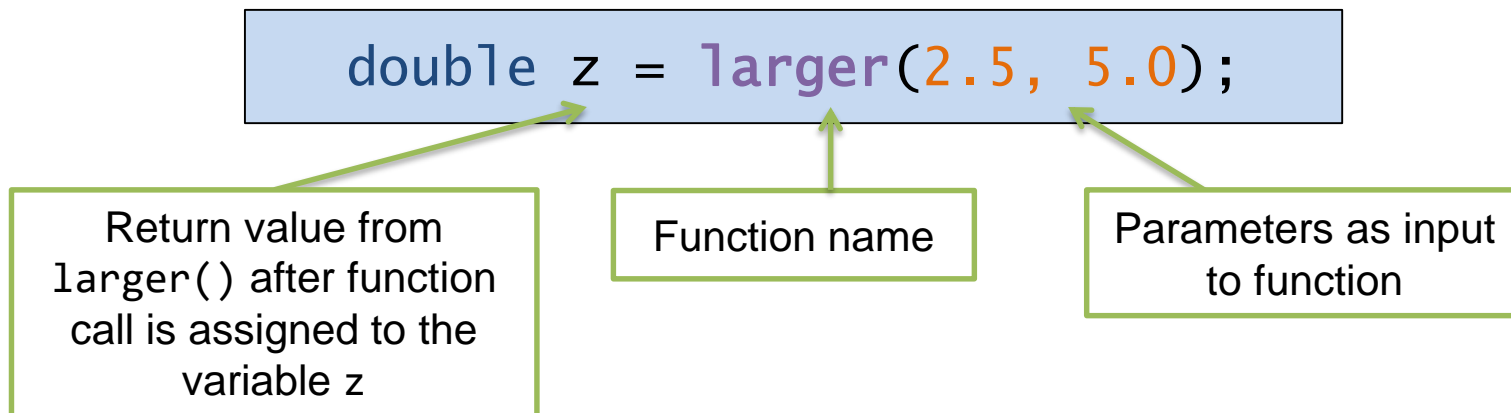 double z = larger(2.5, 5.0);
Return value from
larger() after function
call is assigned to the
variable z
Function name
Parameters as input
to function